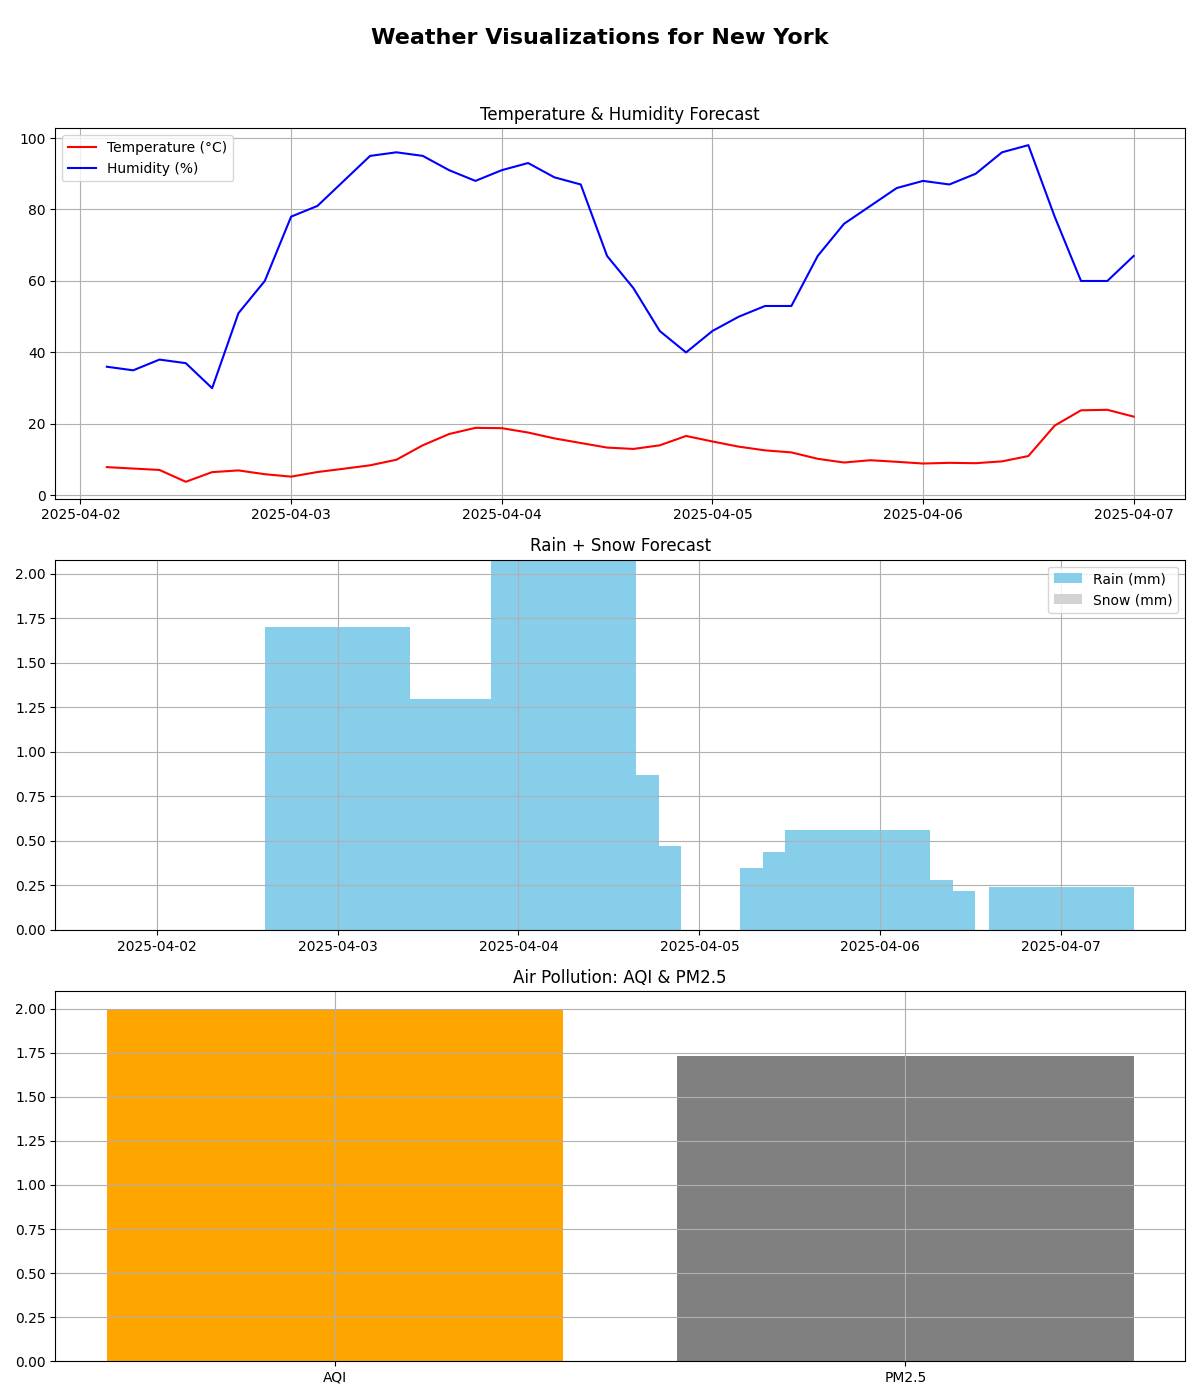 Weather Visualizations for New York
Temperature & Humidity Forecast
Temperature (°C)
Humidity (%)
100
80
60
40
20
0
2025-04-02 2025-04-03 2025-04-04 2025-04-05 2025-04-06 2025-04-07
Rain + Snow Forecast
Rain (mm)
Snow (mm)
2.00
1.75
1.50
1.25
1.00
0.75
0.50
0.25
0.00
2025-04-02 2025-04-03 2025-04-04 2025-04-05 2025-04-06 2025-04-07
Air Pollution: AQI & PM2.5
2.00
1.75
1.50
1.25
1.00
0.75
0.50
0.25
0.00
AQI PM2.5